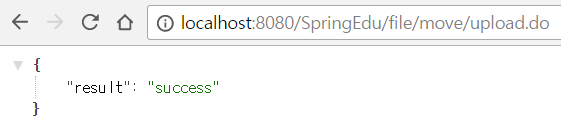 localhost:8080/SpringEdu/file/move/upload.do
{
"result": "success"
}